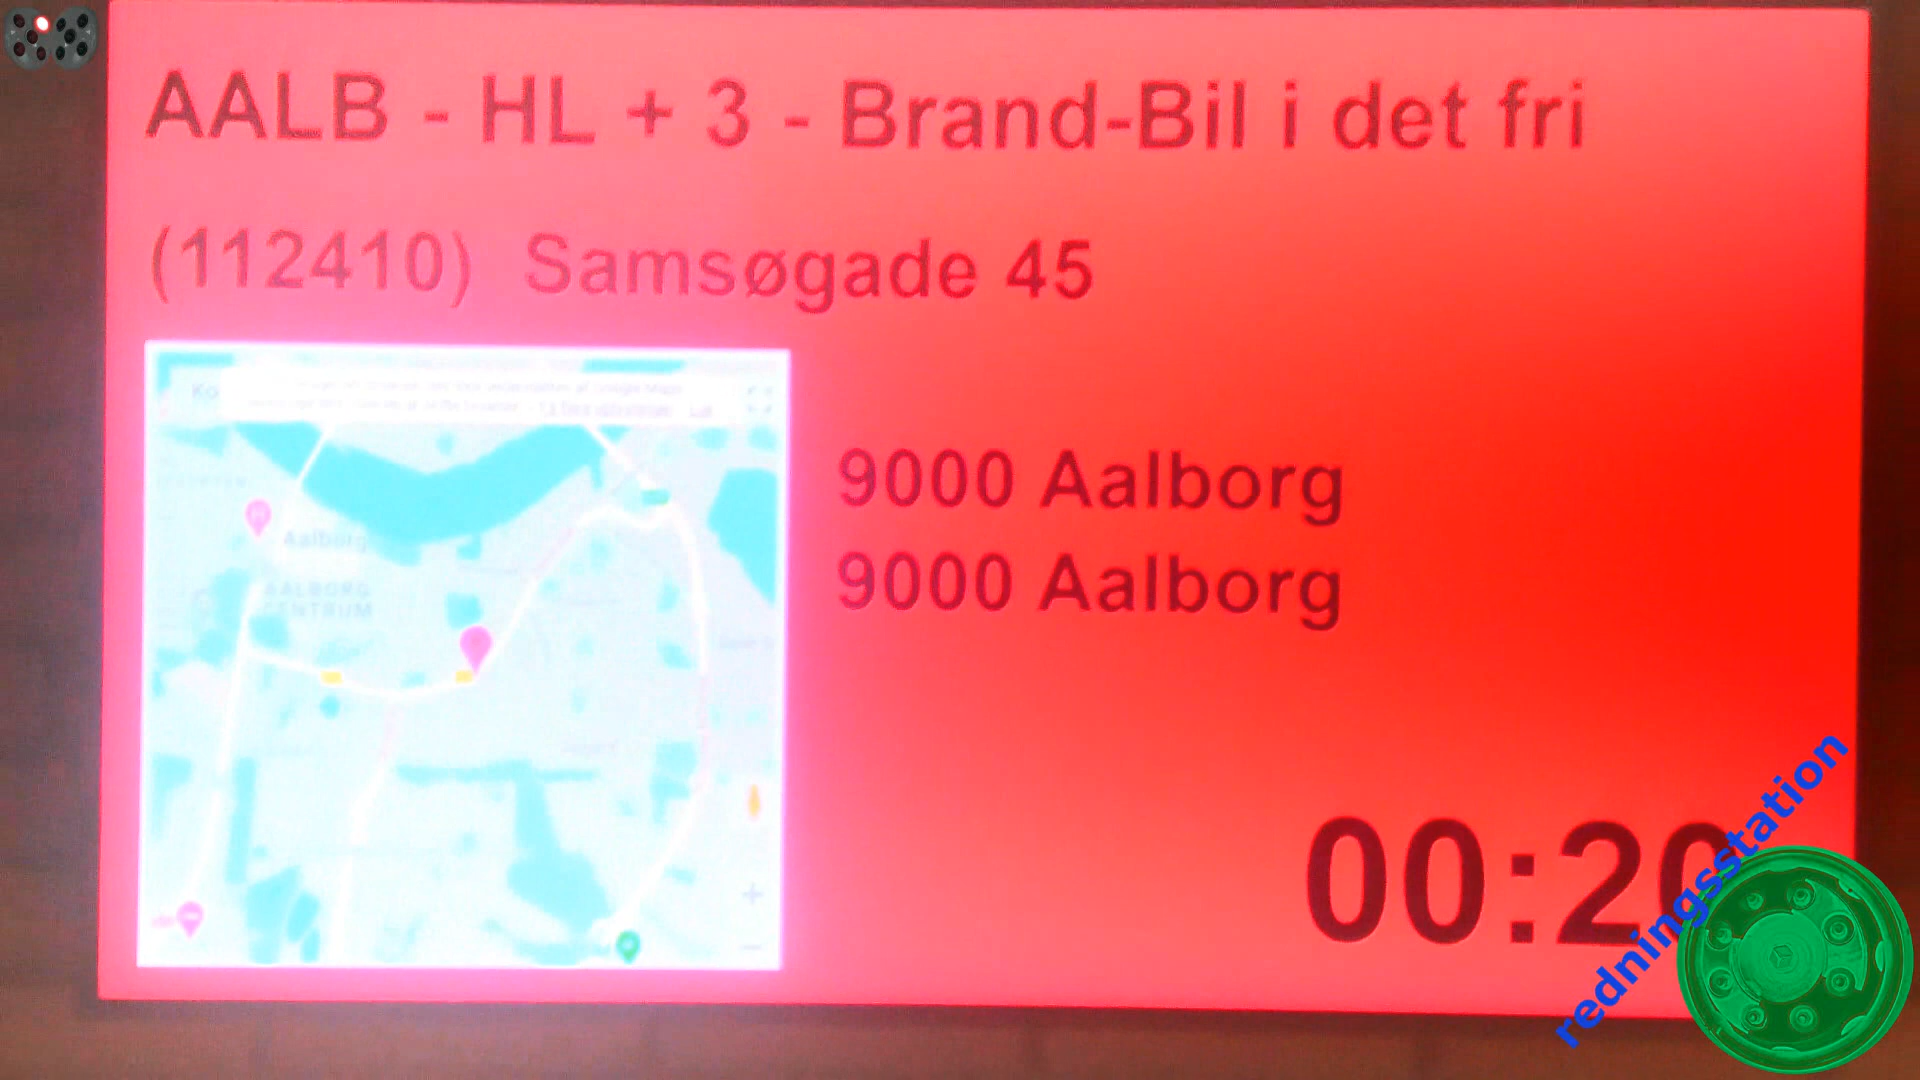 AALB - HL + 3 - Brand-Bil i det fri
(112410) Samsøgade 45
Aalborg
AALBORG
CENTRUM
9000 Aalborg
9000 Aalborg
00:20
redningsstation